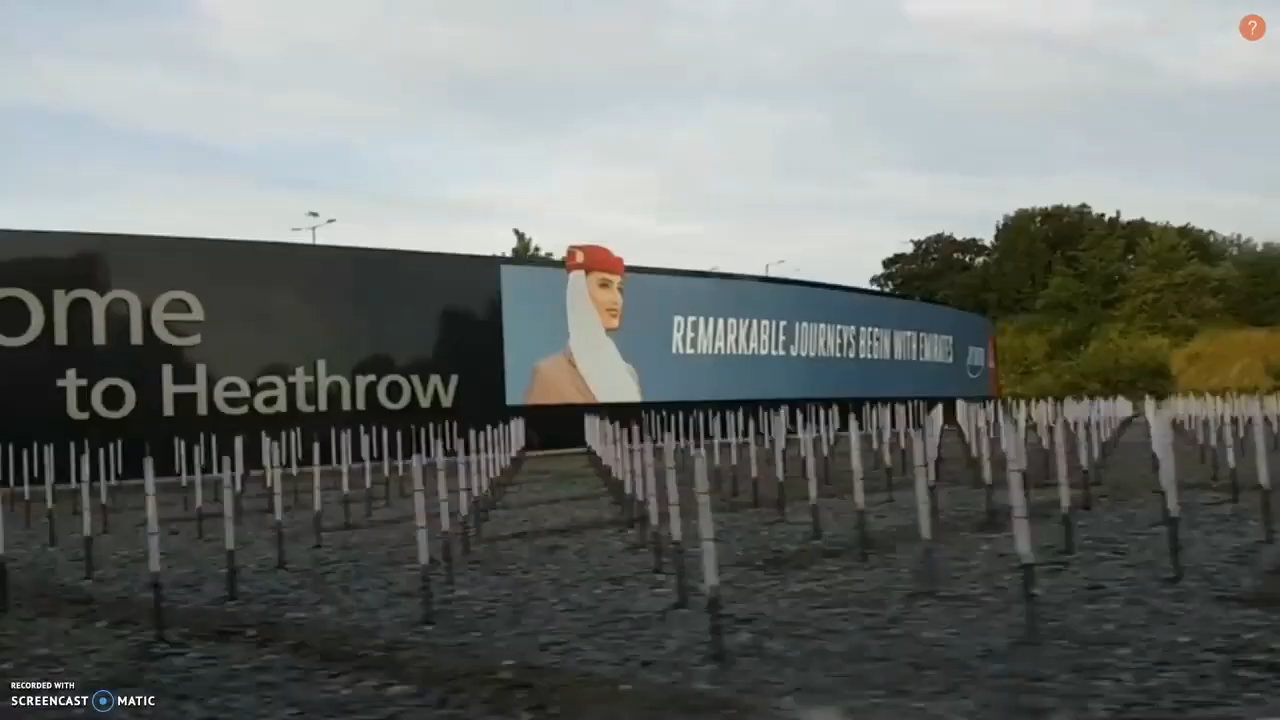 ome
to Heathrow
REMARKABLE JOURNEYS BEGIN WITH EMIRATES
?
RECORDED WITH
SCREENCAST MATIC